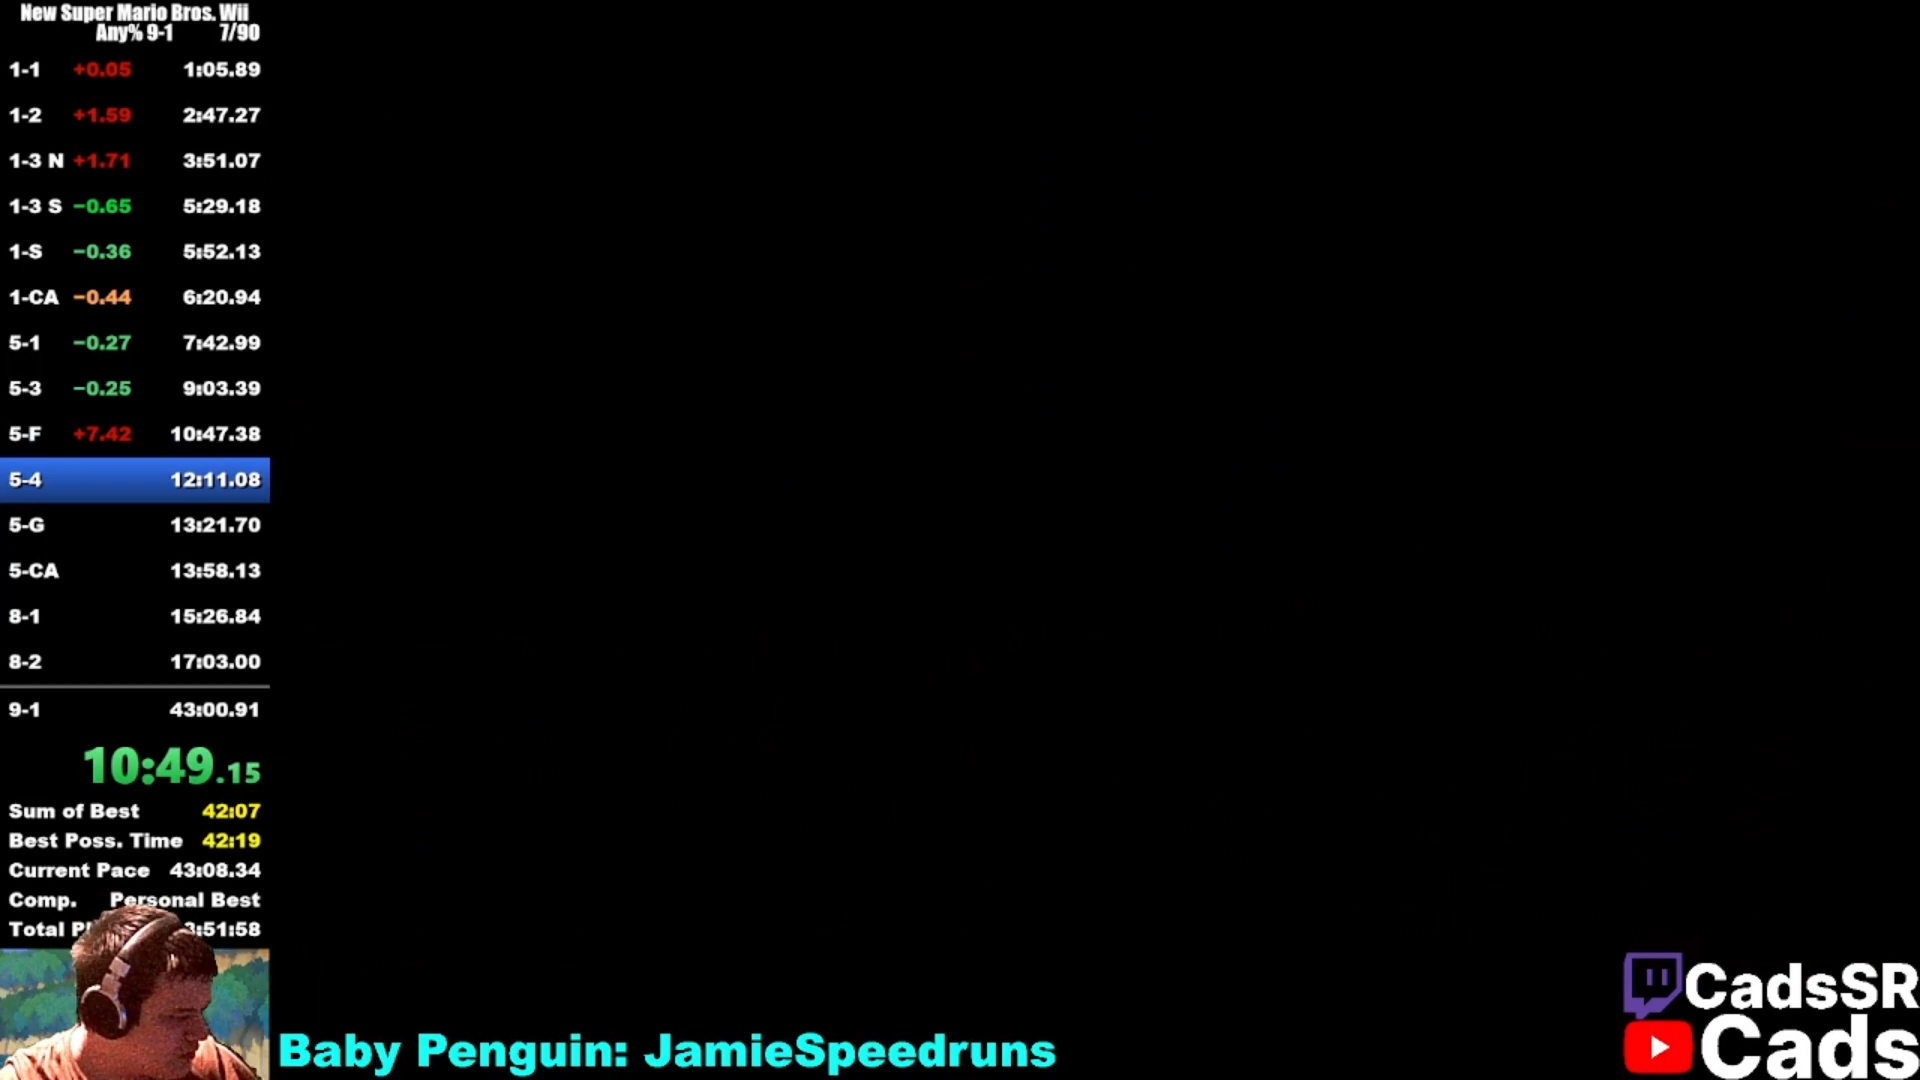 New Super Mario Bros. Wii
Any% 9-1 7/90
1-1 +0.05 1:05.89
1-2 +1.59 2:47.27
1-3 N +1.71 3:51.07
1-3 S −0.65 5:29.18
1-S −0.36 5:52.13
1-CA −0.44 6:20.94
5-1 −0.27 7:42.99
5-3 −0.25 9:03.39
5-F +7.42 10:47.38
5-4 12:11.08
5-G 13:21.70
5-CA 13:58.13
8-1 15:26.84
8-2 17:03.00
9-1 43:00.91
10:49.15
Sum of Best 42:07
Best Poss. Time 42:19
Current Pace 43:08.34
Comp. Personal Best
Total :51:58
Baby Penguin: JamieSpeedruns
CadsSR
Cads